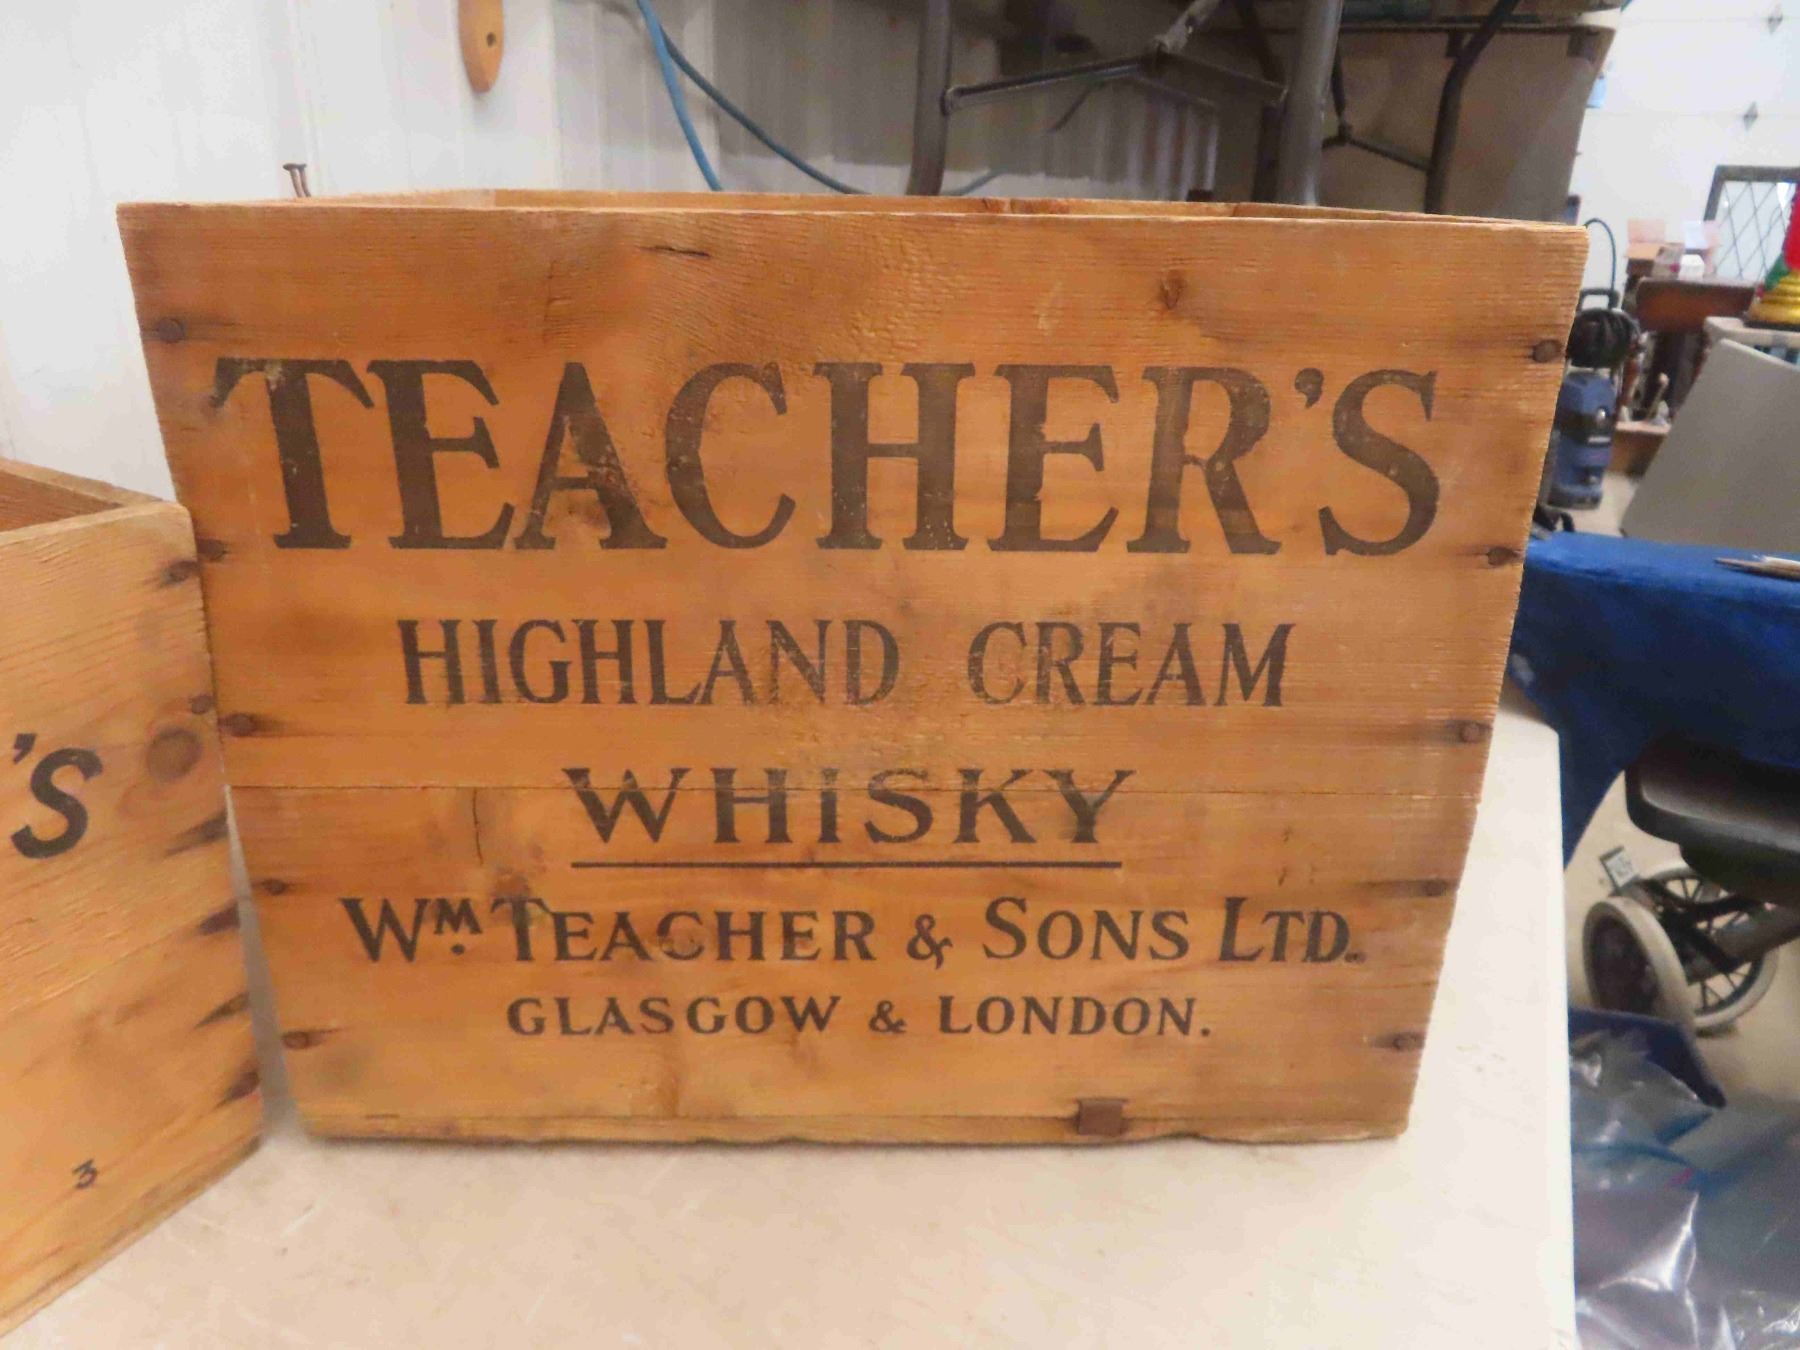 TEACHER'S
HIGHLAND CREAM
WHISKY
WM. TEACHER & SONS LTD.
GLASGOW & LONDON.
'S
3